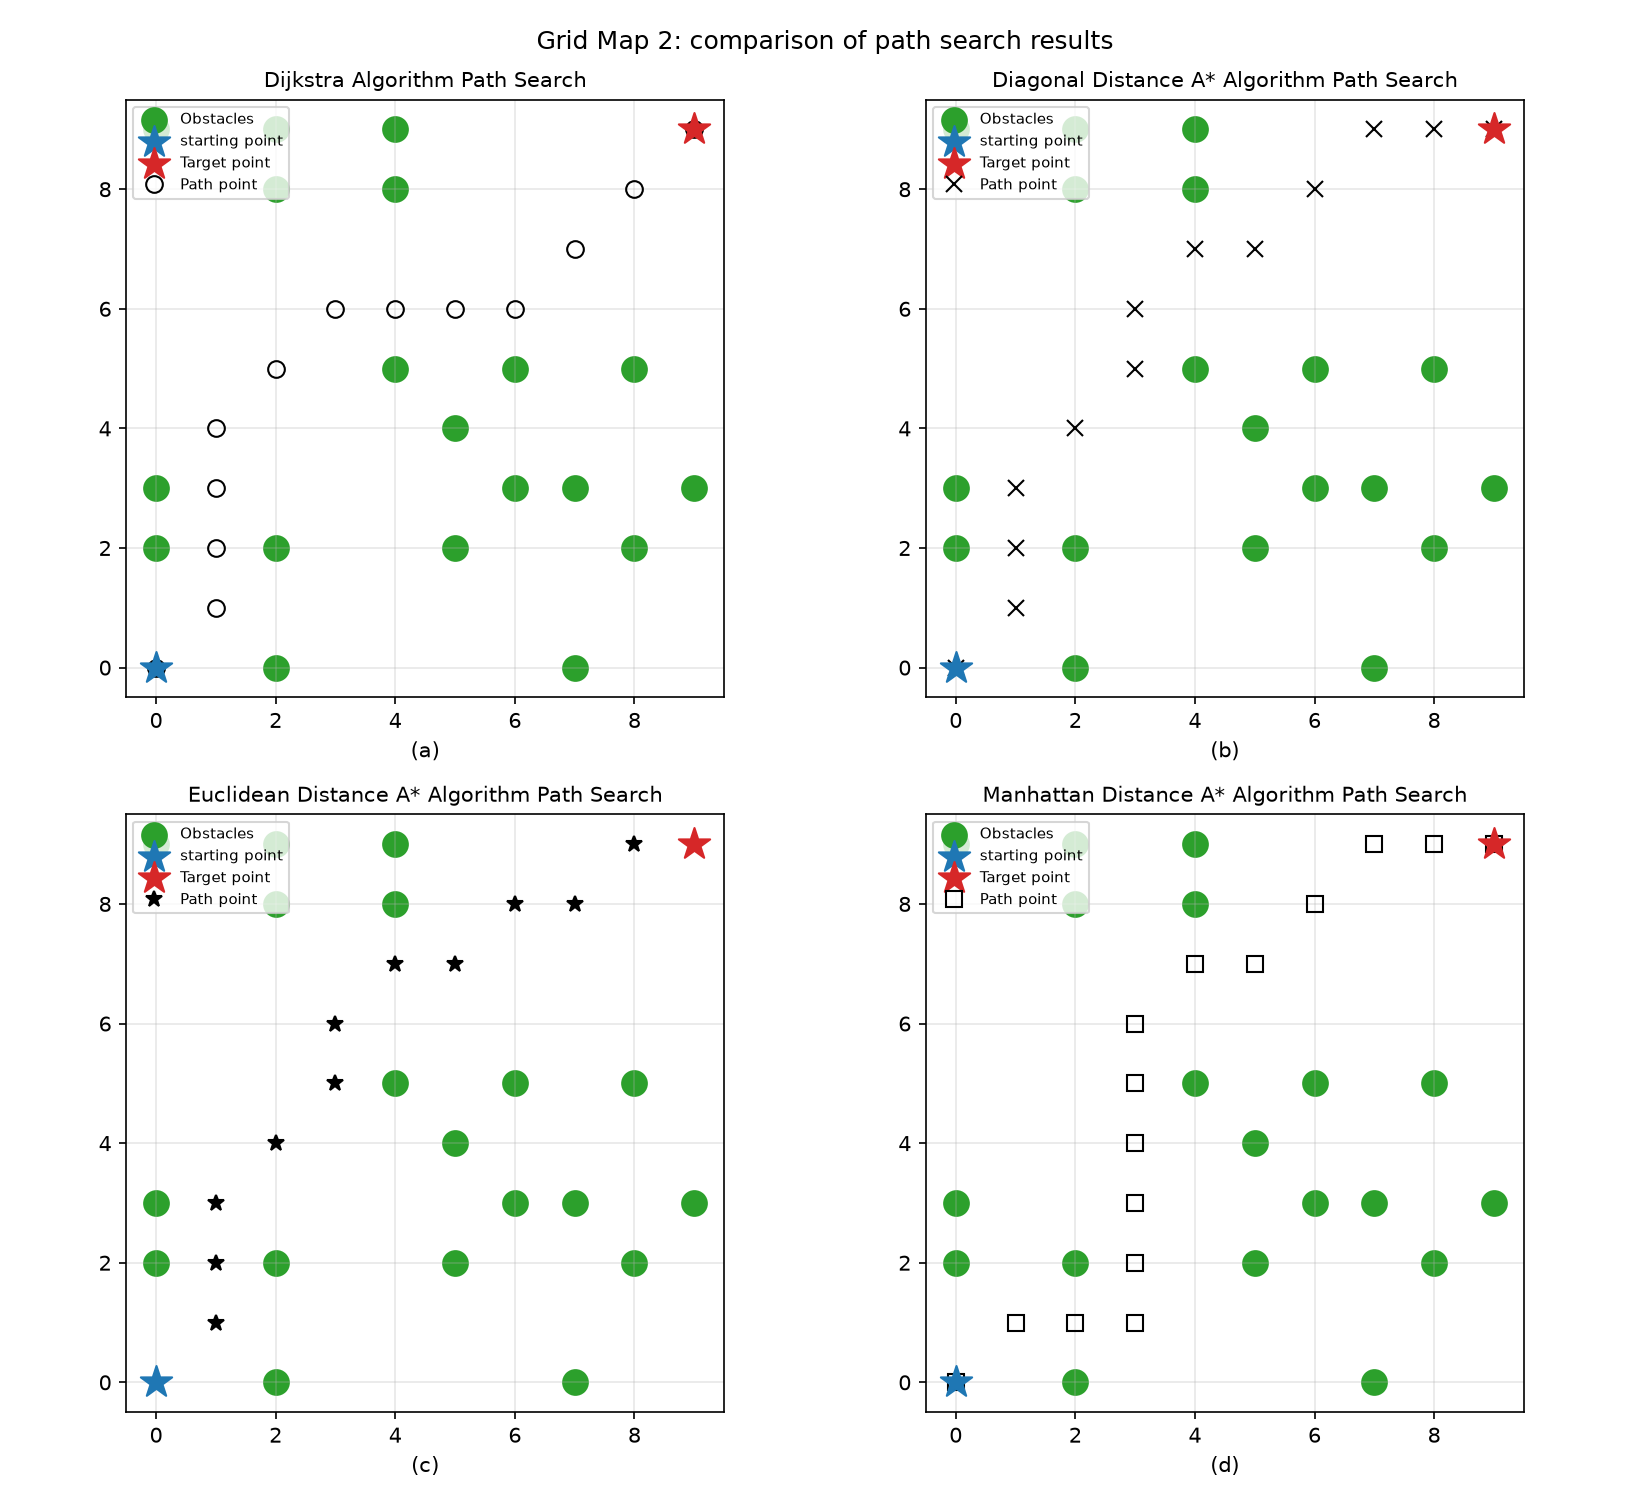 Grid Map 2: comparison of path search results
Dijkstra Algorithm Path Search
Obstacles
starting point
Target point
Path point
8
6
4
2
0
0 2 4 6 8
(a)
Diagonal Distance A* Algorithm Path Search
Obstacles
starting point
Target point
Path point
8
6
4
2
0
0 2 4 6 8
(b)
Euclidean Distance A* Algorithm Path Search
Obstacles
starting point
Target point
Path point
8
6
4
2
0
0 2 4 6 8
(c)
Manhattan Distance A* Algorithm Path Search
Obstacles
starting point
Target point
Path point
8
6
4
2
0
0 2 4 6 8
(d)